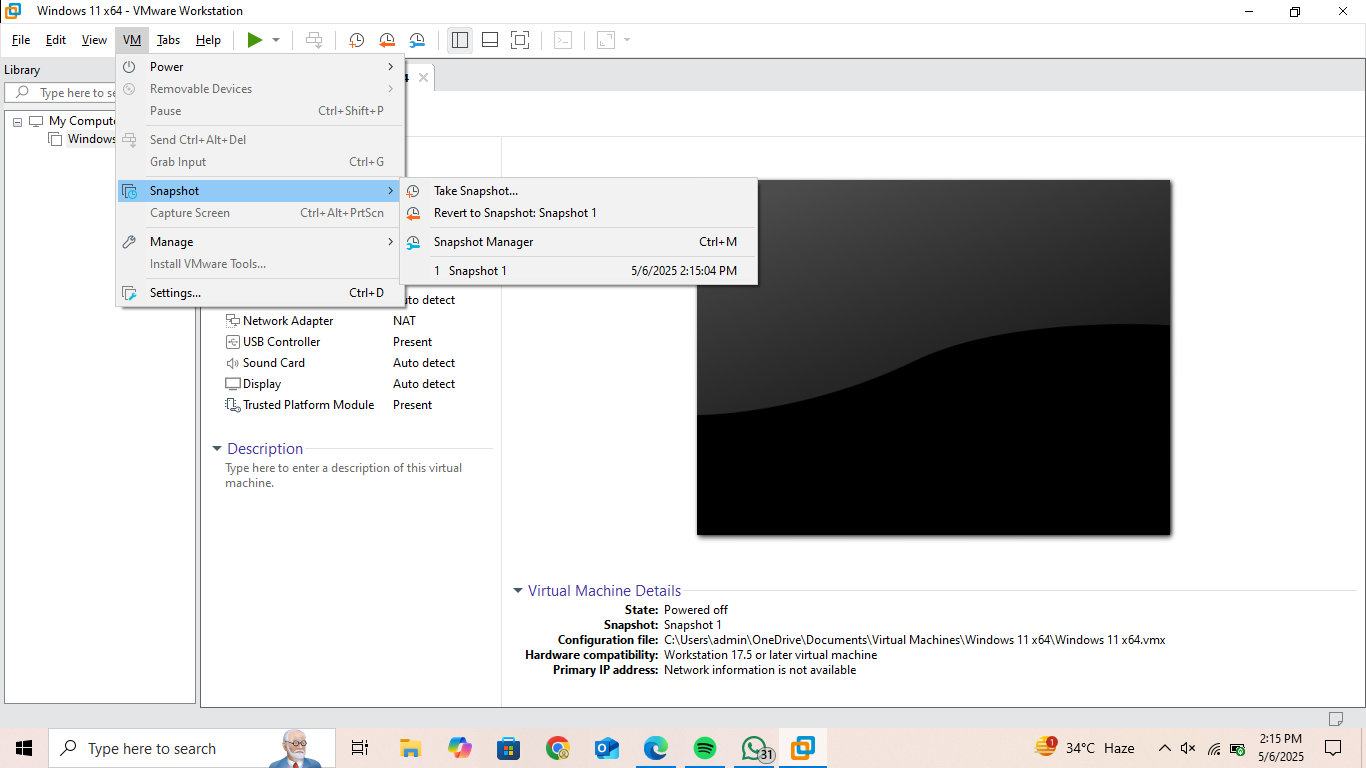 Windows 11 x64 - VMware Workstation
File Edit View VM Tabs Help
Library
Type here to se
My Compute
Windows
4
Power
Removable Devices
Pause Ctrl+Shift+P
Send Ctrl+Alt+Del
Grab Input Ctrl+G
Snapshot
Capture Screen Ctrl+Alt+PrtScn
Manage
Install VMware Tools...
Settings... Ctrl+D
Take Snapshot...
Revert to Snapshot: Snapshot 1
Snapshot Manager Ctrl+M
1 Snapshot 1 5/6/2025 2:15:04 PM
uto detect
Network Adapter NAT
USB Controller Present
Sound Card Auto detect
Display Auto detect
Trusted Platform Module Present
Description
Type here to enter a description of this virtual
machine.
Virtual Machine Details
State: Powered off
Snapshot: Snapshot 1
Configuration file: C:\Users\admin\OneDrive\Documents\Virtual Machines\Windows 11 x64\Windows 11 x64.vmx
Hardware compatibility: Workstation 17.5 or later virtual machine
Primary IP address: Network information is not available
Type here to search
31
1
34°C Haze
2:15 PM
5/6/2025